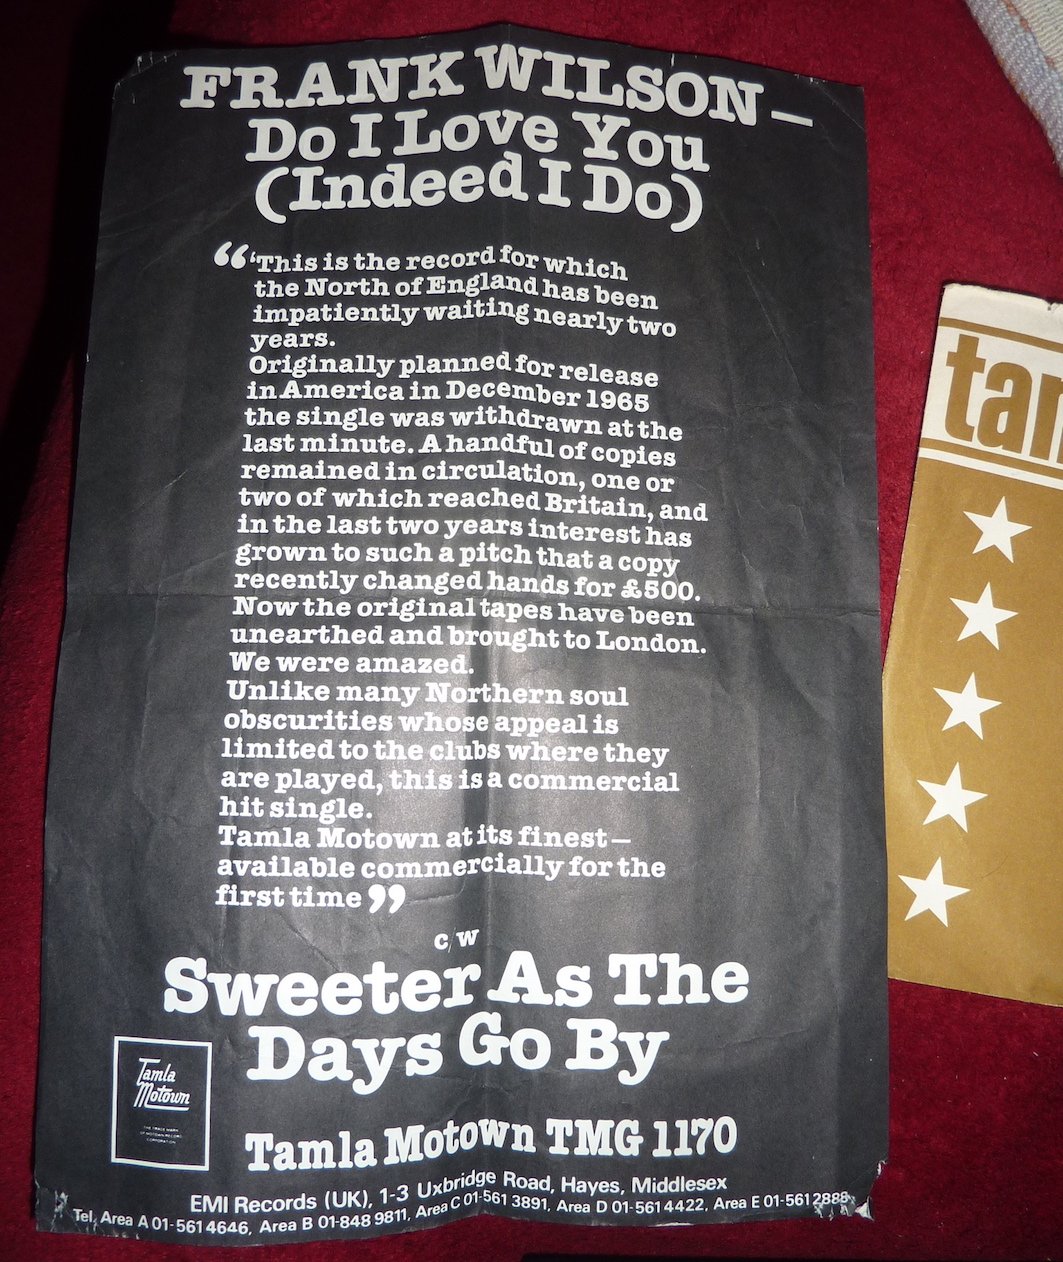 FRANK WILSON—
Do I Love You
(Indeed I Do)
“‘This is the record for which
the North of England has been
impatiently waiting nearly two
years.
Originally planned for release
in America in December 1965
the single was withdrawn at the
last minute. A handful of copies
remained in circulation, one or
two of which reached Britain, and
in the last two years interest has
grown to such a pitch that a copy
recently changed hands for £500.
Now the original tapes have been
unearthed and brought to London.
We were amazed.
Unlike many Northern soul
obscurities whose appeal is
limited to the clubs where they
are played, this is a commercial
hit single.
Tamla Motown at its finest—
available commercially for the
first time”
c/w
Sweeter As The
Days Go By
Tamla
Motown
THE TRADE MARK
OF MOTOWN RECORD
CORPORATION
Tamla Motown TMG 1170
EMI Records (UK), 1-3 Uxbridge Road, Hayes, Middlesex
Tel, Area A 01-561 4646, Area B 01-848 9811, Area C 01-561 3891, Area D 01-561 4422, Area E 01-561 2888
tam